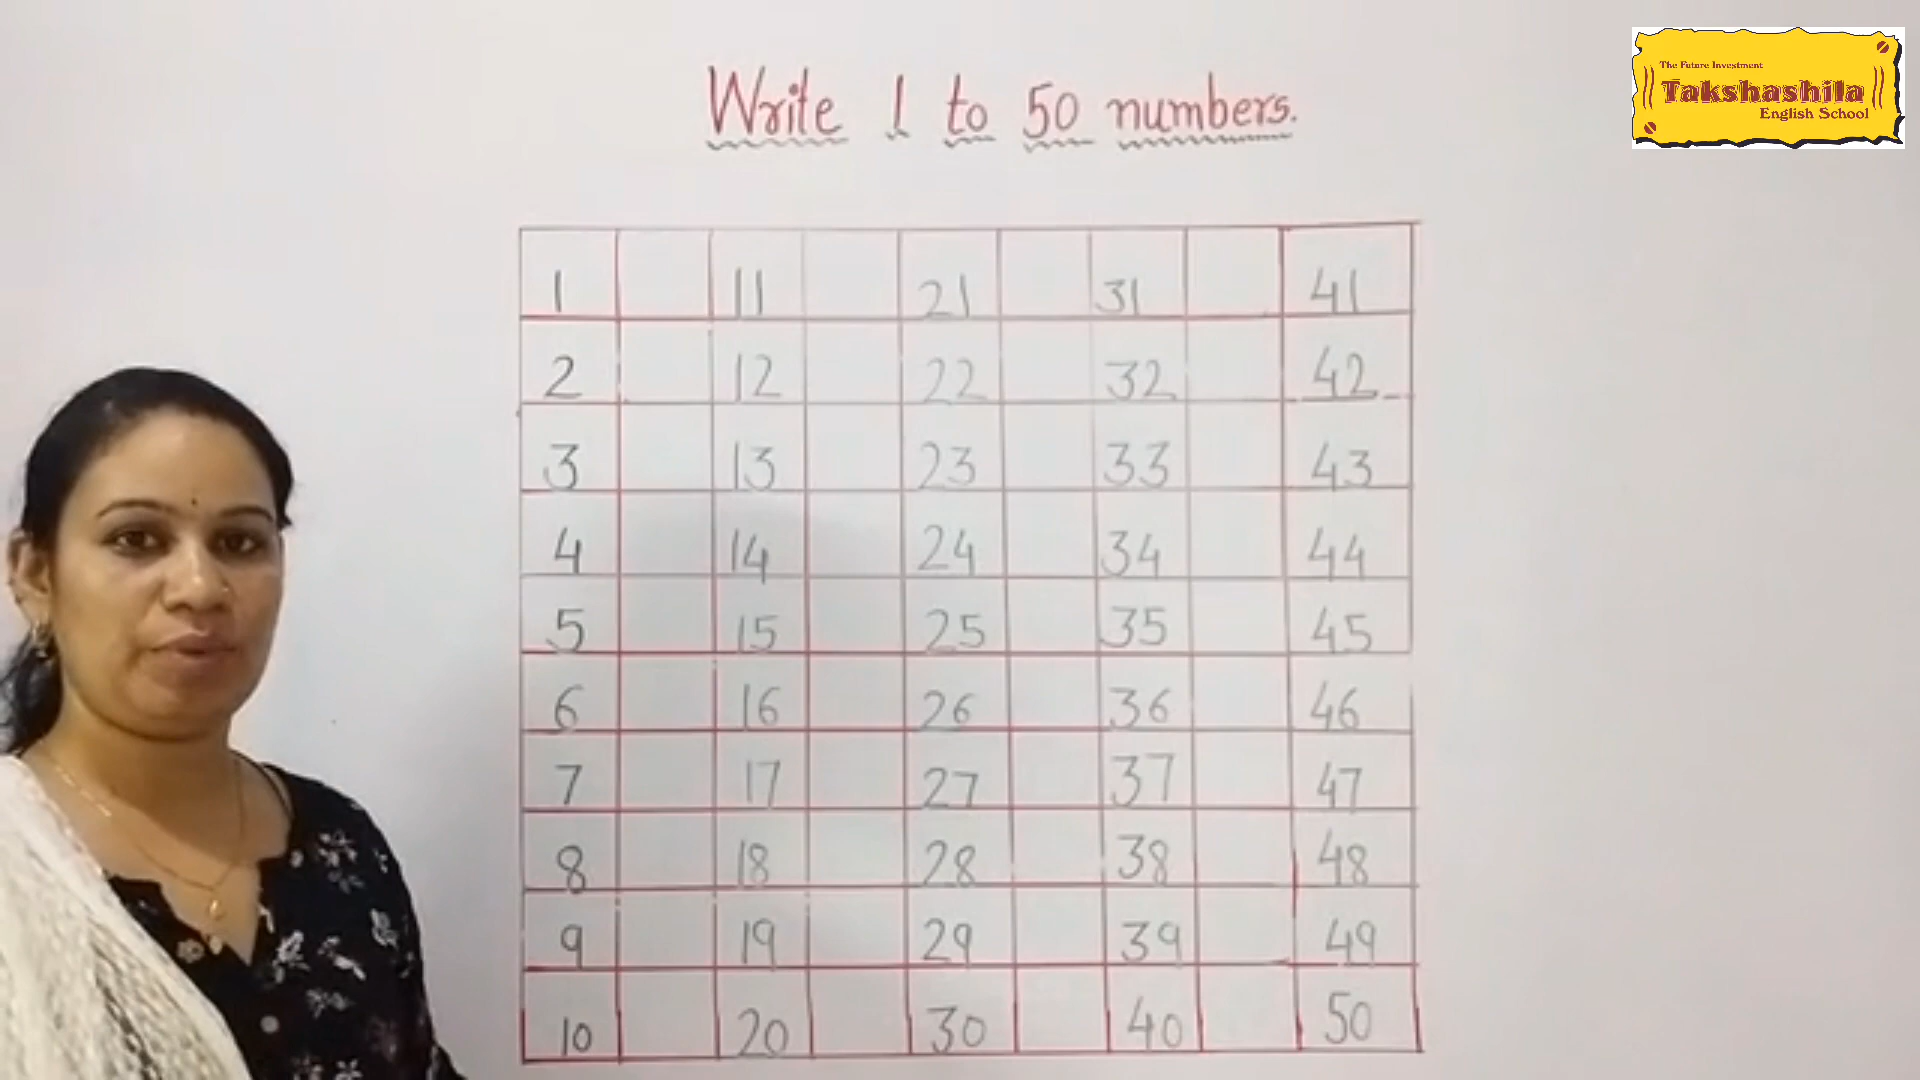 Write 1 to 50 numbers.
The Future Investment
Takshashila
English School
1 11 21 31 41
2 12 22 32 42
3 13 23 33 43
4 14 24 34 44
5 15 25 35 45
6 16 26 36 46
7 17 27 37 47
8 18 28 38 48
9 19 29 39 49
10 20 30 40 50